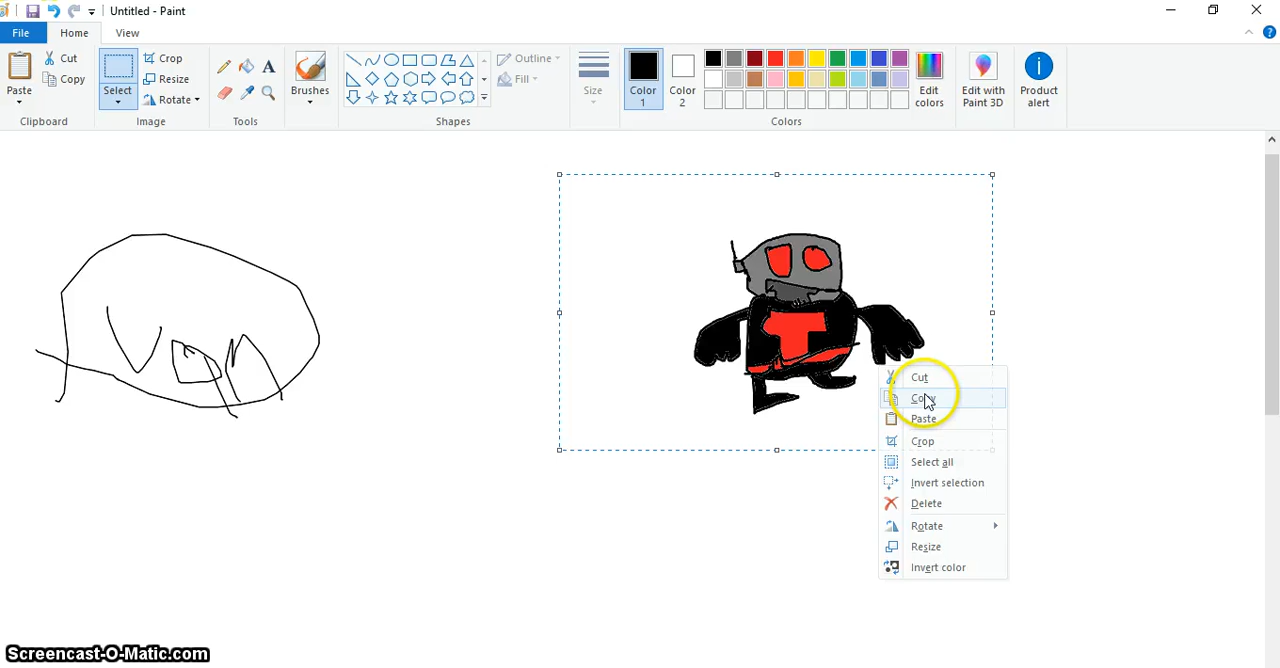 Untitled - Paint
File
Home
View
Paste
Cut
Copy
Clipboard
Select
Crop
Resize
Rotate
Image
A
Tools
Brushes
Outline
Fill
Shapes
Size
Color
1
Color
2
Edit
colors
Colors
Edit with
Paint 3D
Product
alert
T
Cut
Copy
Paste
Crop
Select all
Invert selection
Delete
Rotate
Resize
Invert color
Screencast-O-Matic.com